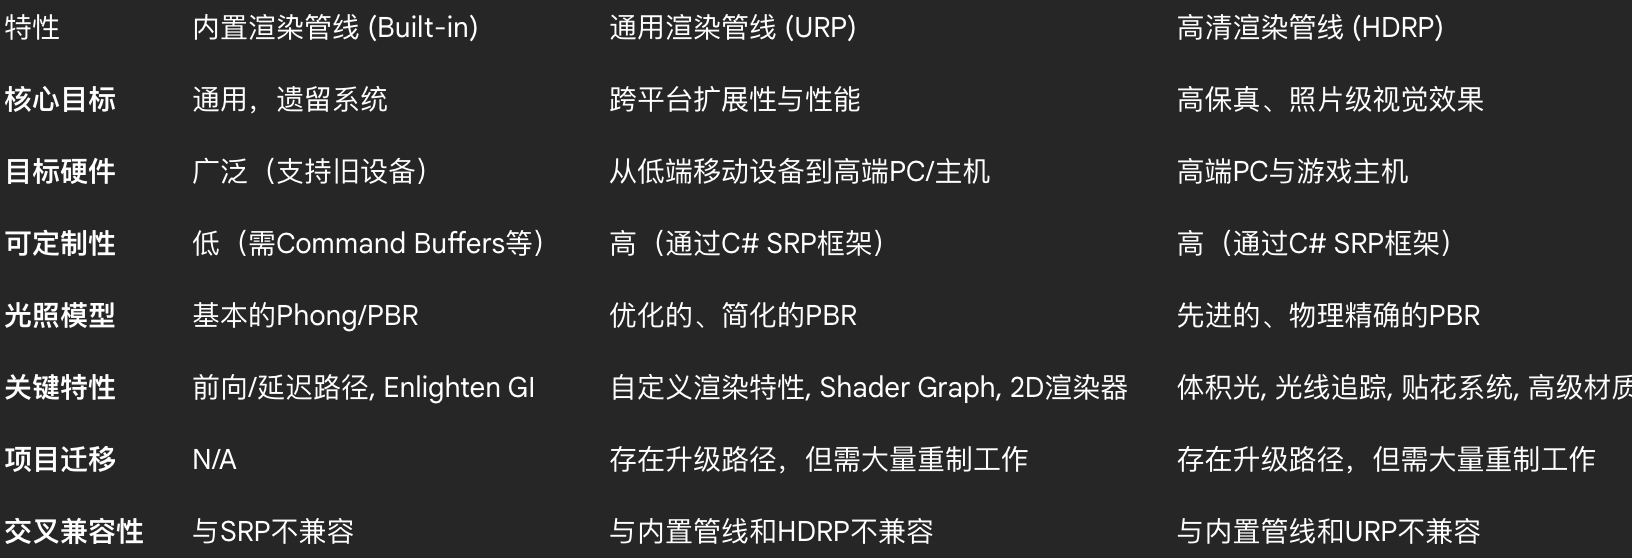 特性 内置渲染管线 (Built-in) 通用渲染管线 (URP) 高清渲染管线 (HDRP)
核心目标 通用，遗留系统 跨平台扩展性与性能 高保真、照片级视觉效果
目标硬件 广泛（支持旧设备） 从低端移动设备到高端PC/主机 高端PC与游戏主机
可定制性 低（需Command Buffers等） 高（通过C# SRP框架） 高（通过C# SRP框架）
光照模型 基本的Phong/PBR 优化的、简化的PBR 先进的、物理精确的PBR
关键特性 前向/延迟路径, Enlighten GI 自定义渲染特性, Shader Graph, 2D渲染器 体积光, 光线追踪, 贴花系统, 高级材质
项目迁移 N/A 存在升级路径，但需大量重制工作 存在升级路径，但需大量重制工作
交叉兼容性 与SRP不兼容 与内置管线和HDRP不兼容 与内置管线和URP不兼容